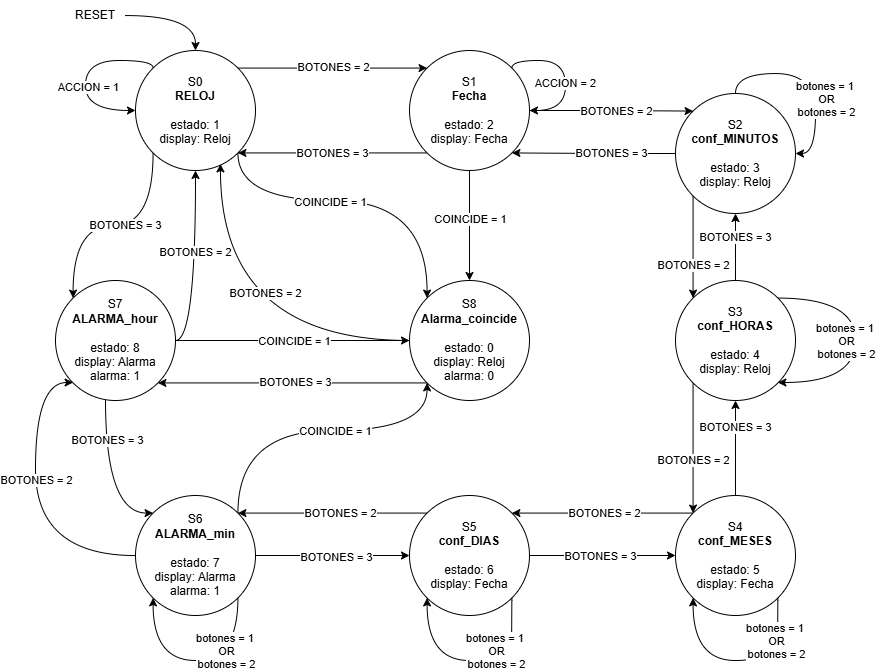 RESET
S0
RELOJ
estado: 1
display: Reloj
ACCION = 1
BOTONES = 2
S1
Fecha
estado: 2
display: Fecha
ACCION = 2
BOTONES = 2
botones = 1
OR
botones = 2
S2
conf_MINUTOS
estado: 3
display: Reloj
BOTONES = 3
BOTONES = 3
COINCIDE = 1
COINCIDE = 1
BOTONES = 3
BOTONES = 2
BOTONES = 2
BOTONES = 3
BOTONES = 2
S7
ALARMA_hour
estado: 8
display: Alarma
alarma: 1
COINCIDE = 1
S8
Alarma_coincide
estado: 0
display: Reloj
alarma: 0
S3
conf_HORAS
estado: 4
display: Reloj
botones = 1
OR
botones = 2
BOTONES = 3
BOTONES = 3
COINCIDE = 1
BOTONES = 3
BOTONES = 2
BOTONES = 2
S6
ALARMA_min
estado: 7
display: Alarma
alarma: 1
BOTONES = 2
BOTONES = 3
S5
conf_DIAS
estado: 6
display: Fecha
BOTONES = 2
BOTONES = 3
S4
conf_MESES
estado: 5
display: Fecha
botones = 1
OR
botones = 2
botones = 1
OR
botones = 2
botones = 1
OR
botones = 2